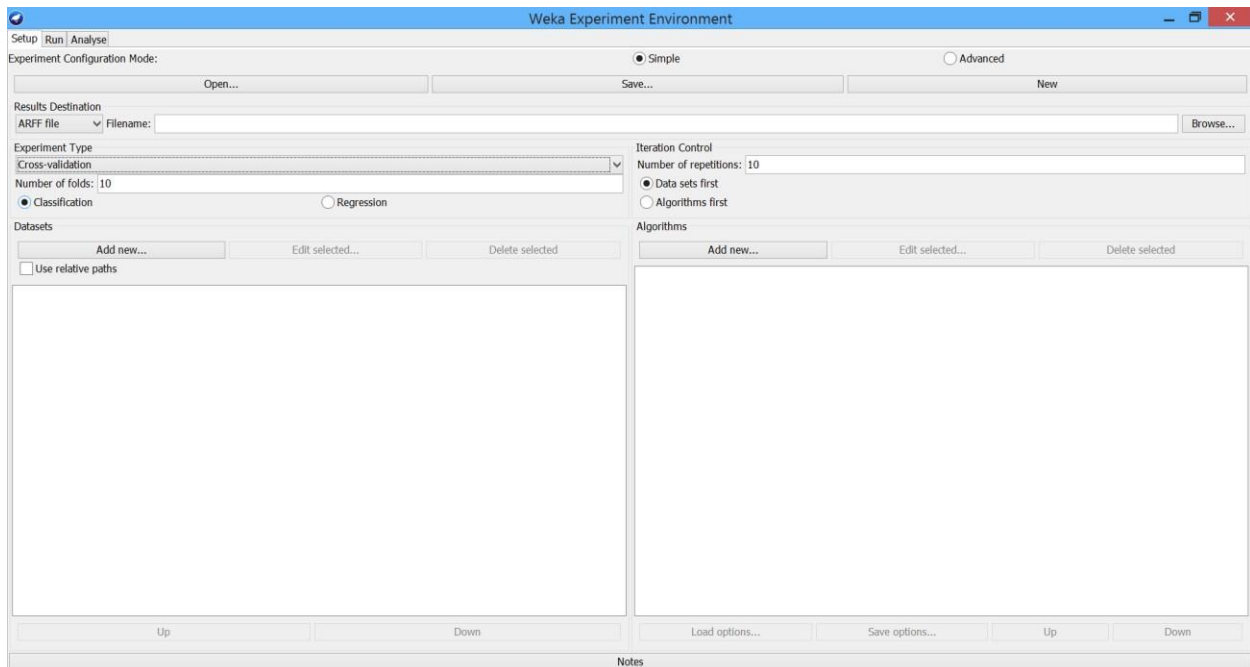 Weka Experiment Environment
Setup Run Analyse
Experiment Configuration Mode: Simple Advanced
Open... Save... New
Results Destination
ARFF file Filename: Browse...
Experiment Type Iteration Control
Cross-validation Number of repetitions: 10
Number of folds: 10 Data sets first
Classification Regression Algorithms first
Datasets Algorithms
Add new... Edit selected... Delete selected Add new... Edit selected... Delete selected
Use relative paths
Up Down Load options... Save options... Up Down
Notes